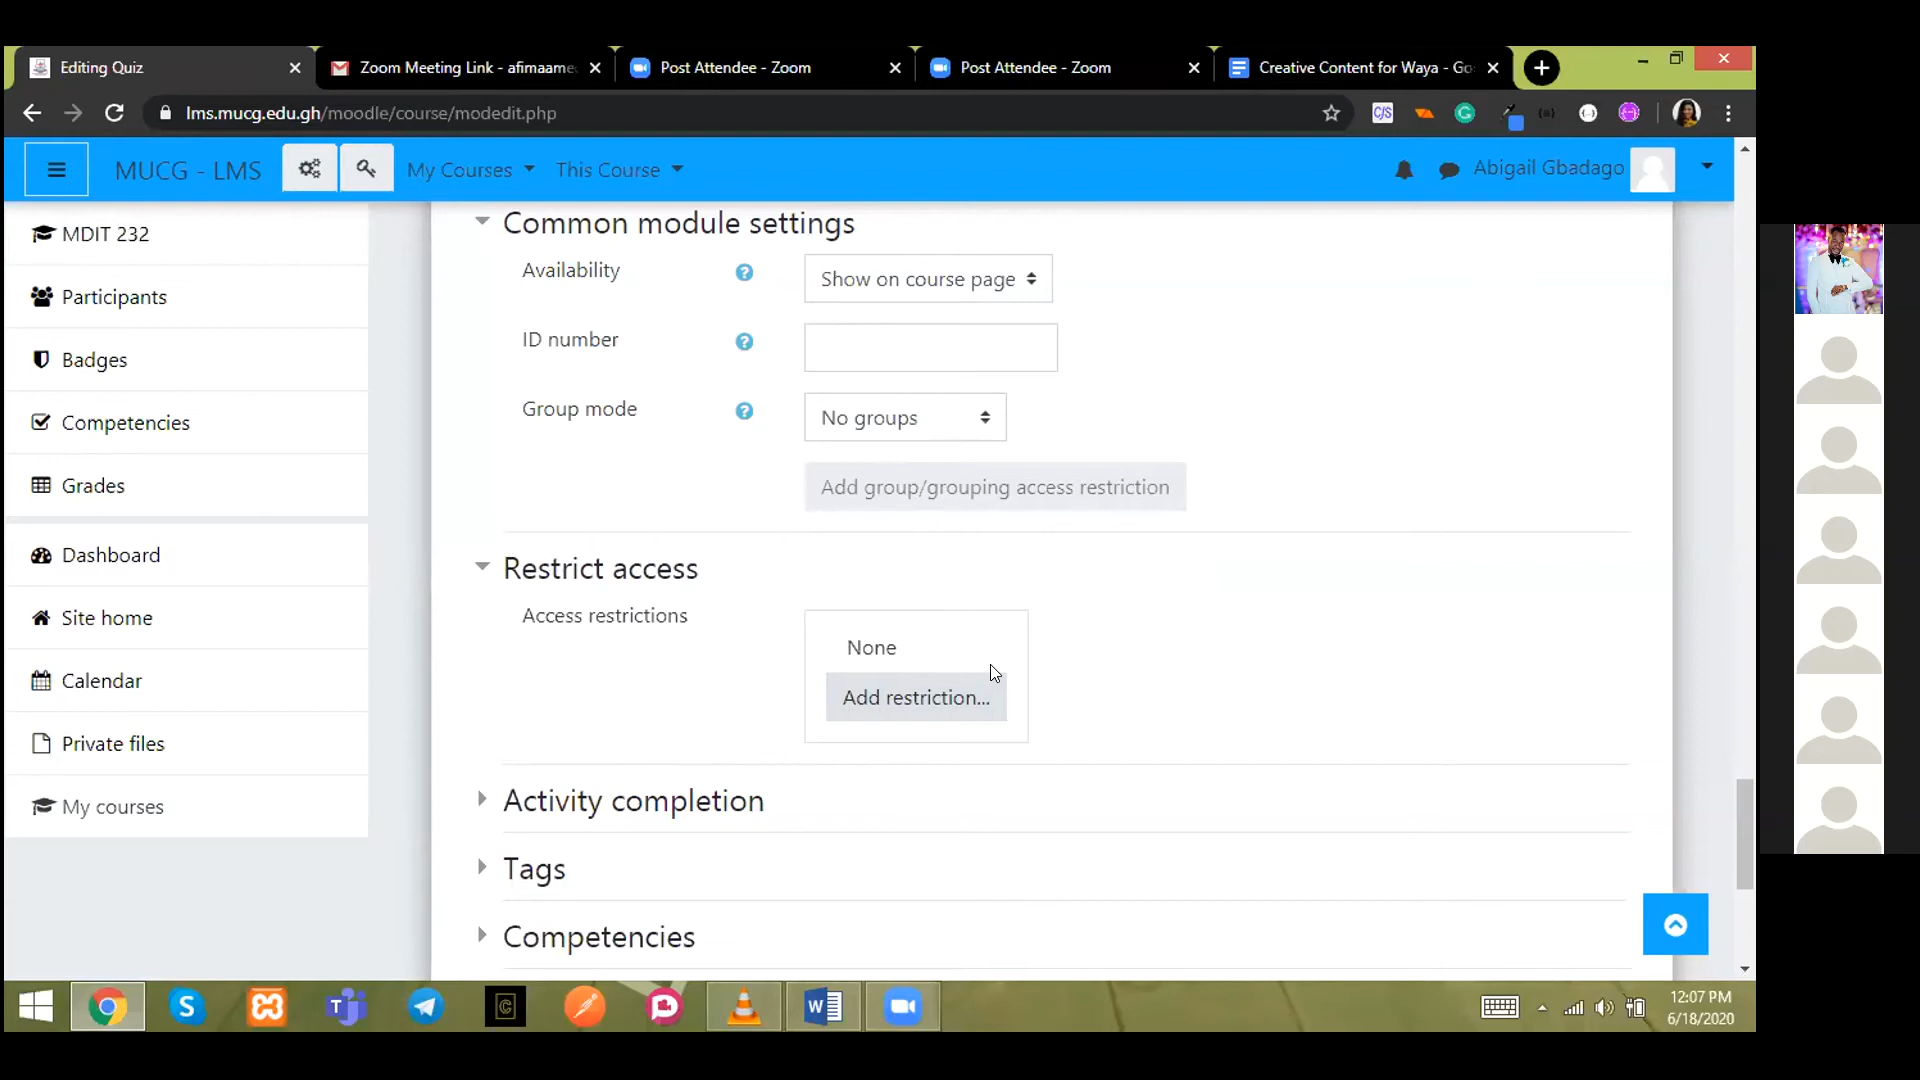 Editing Quiz
Zoom Meeting Link - afimaame
Post Attendee - Zoom
Post Attendee - Zoom
Creative Content for Waya - Go
lms.mucg.edu.gh/moodle/course/modedit.php
MUCG - LMS
My Courses
This Course
Abigail Gbadago
MDIT 232
Participants
Badges
Competencies
Grades
Dashboard
Site home
Calendar
Private files
My courses
Common module settings
Availability
Show on course page
ID number
Group mode
No groups
Add group/grouping access restriction
Restrict access
Access restrictions
None
Add restriction...
Activity completion
Tags
Competencies
12:07 PM
6/18/2020